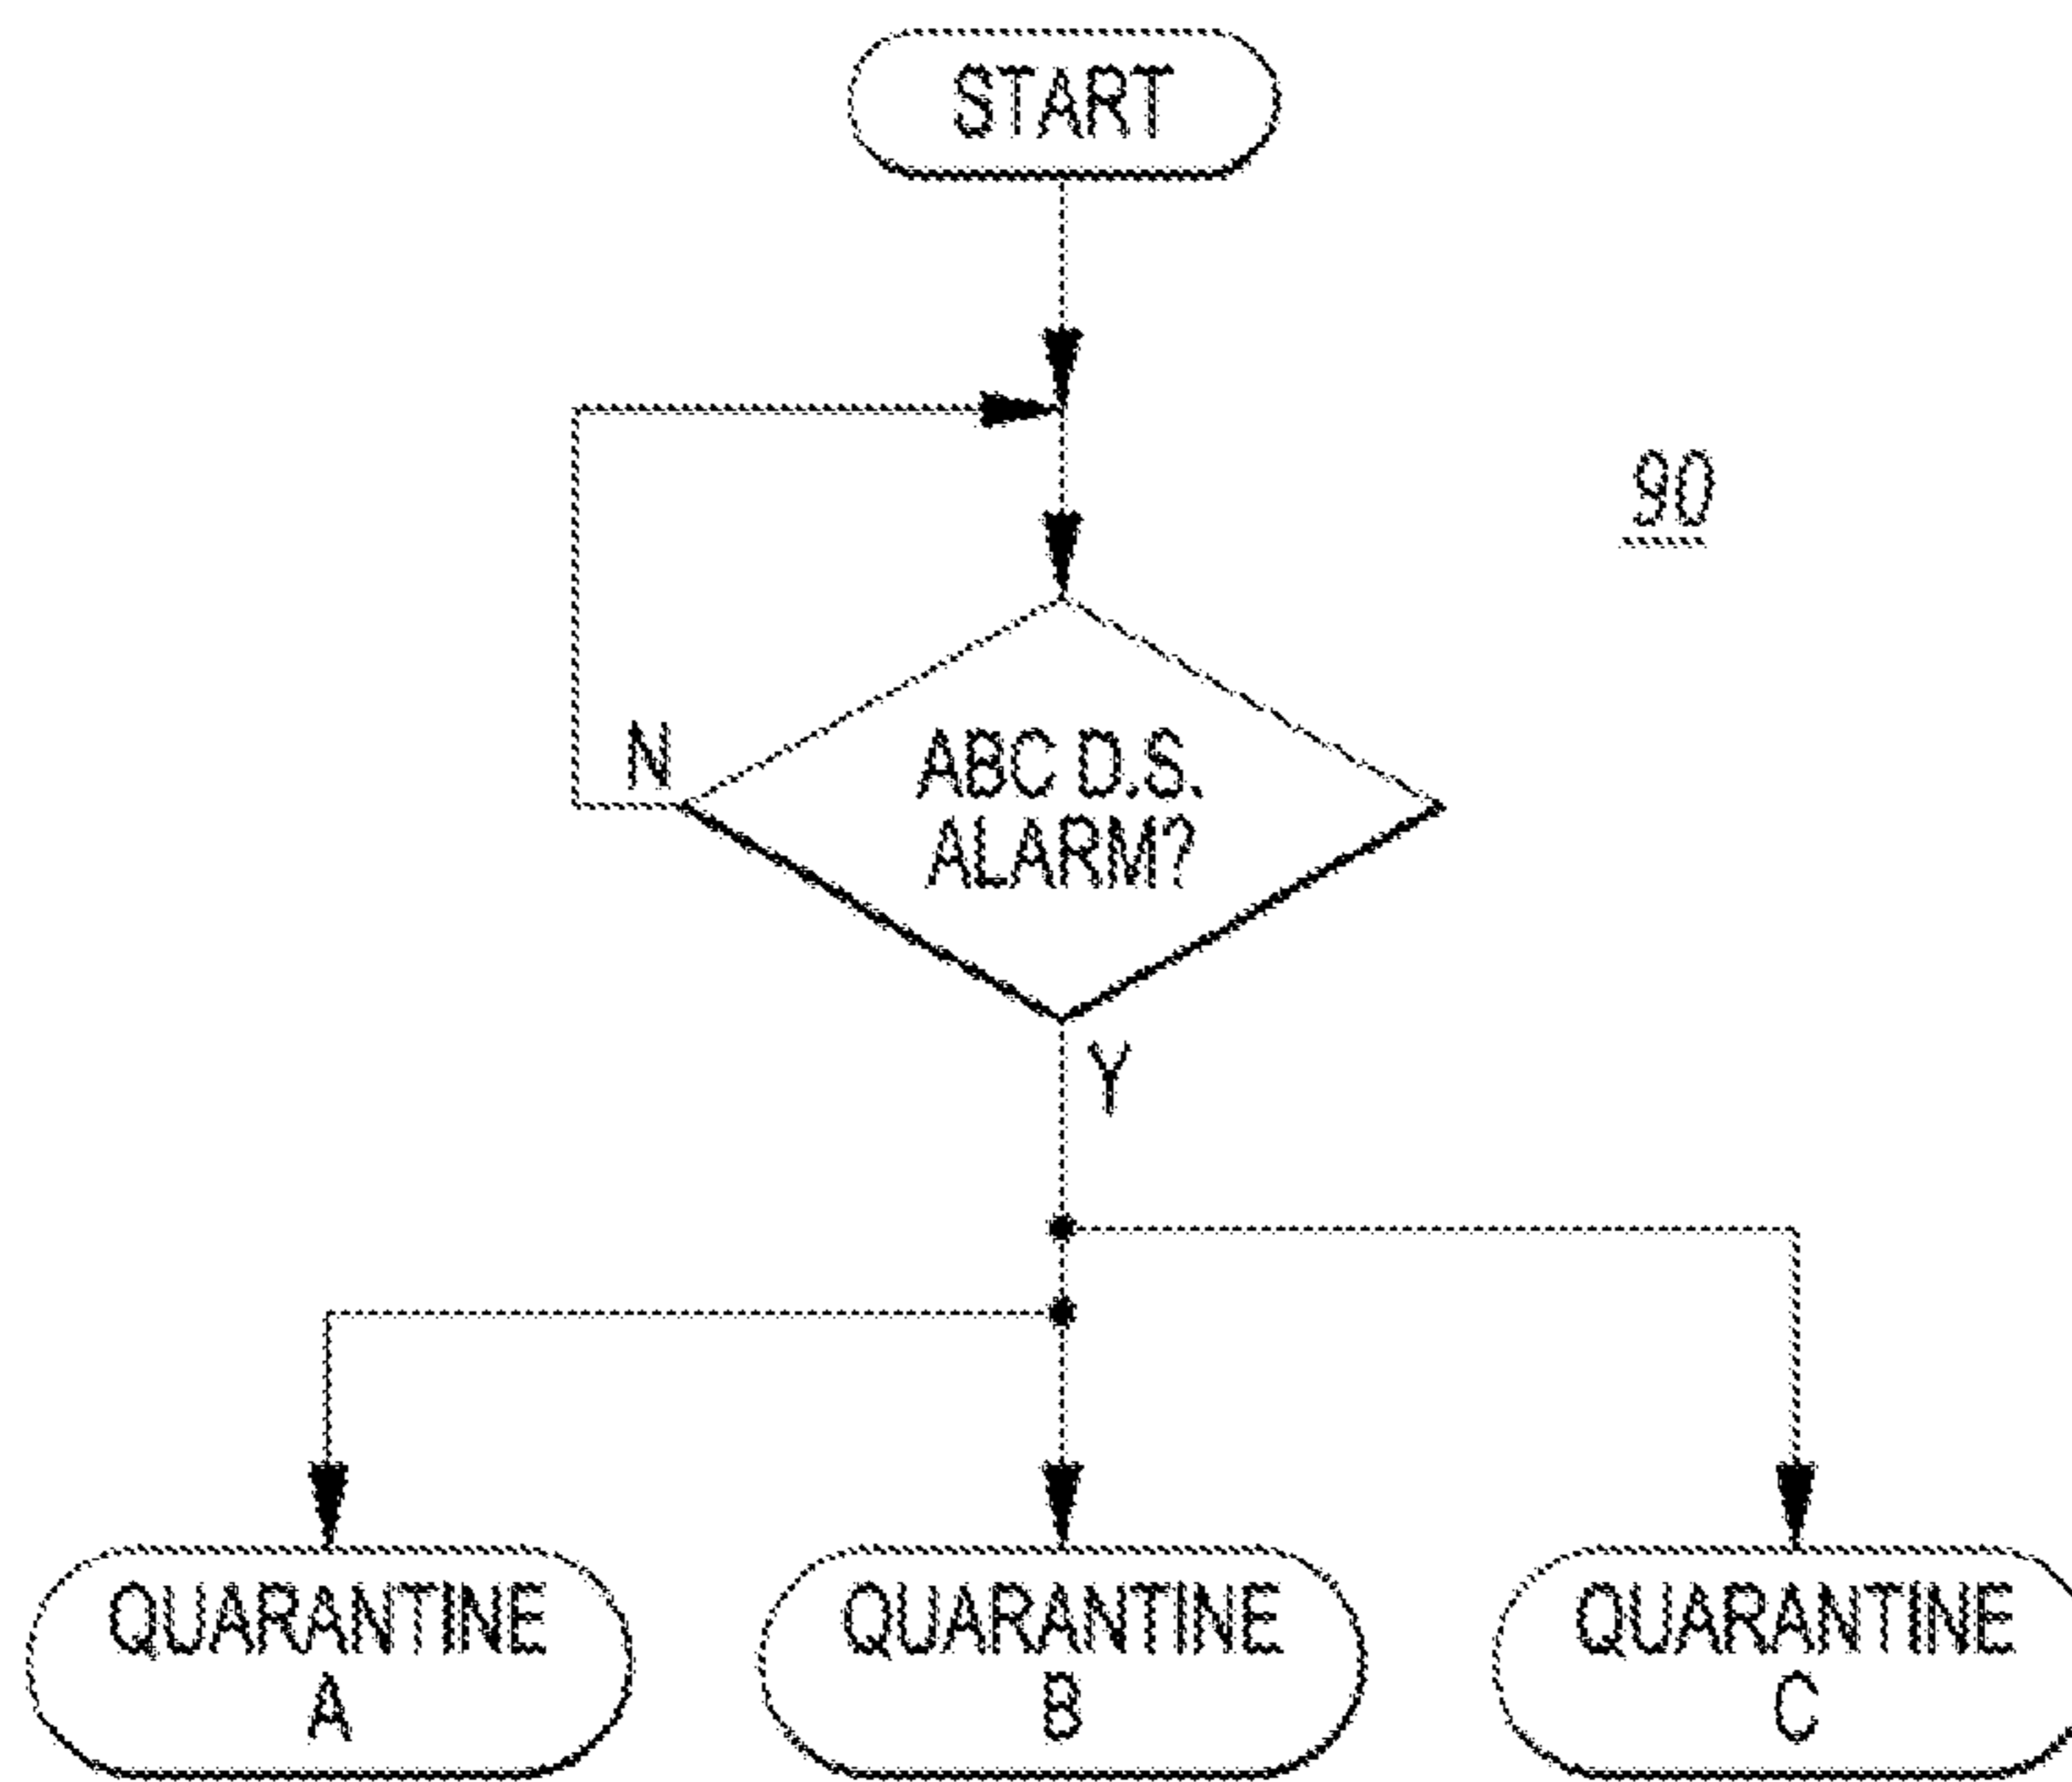 START
90
N
ABC D.S.
ALARM?
Y
QUARANTINE
A
QUARANTINE
B
QUARANTINE
C